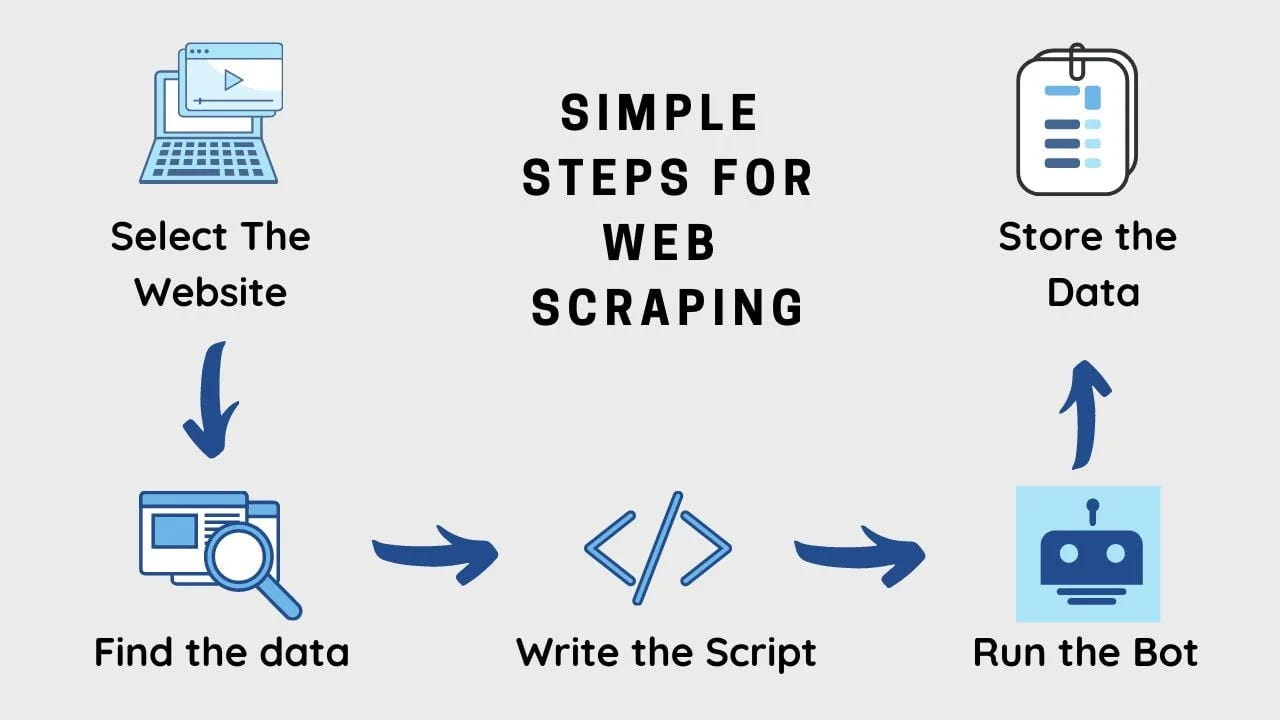 SIMPLE
STEPS FOR
WEB
SCRAPING
Select The
Website
Find the data
Write the Script
Run the Bot
Store the
Data